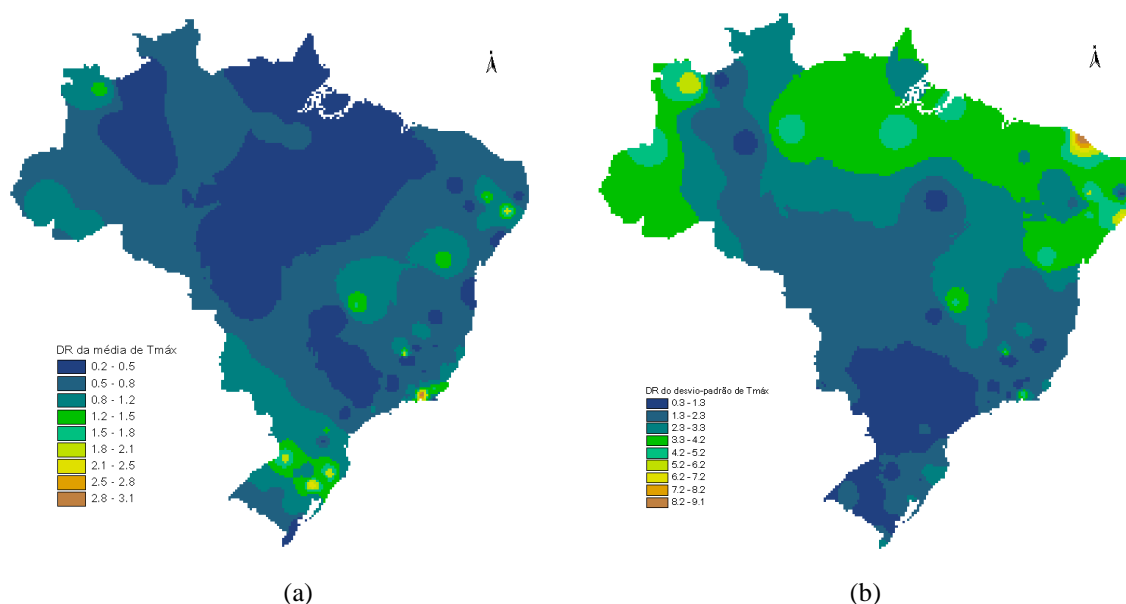 DR da média de Tmáx
0.2 - 0.5
0.5 - 0.8
0.8 - 1.2
1.2 - 1.5
1.5 - 1.8
1.8 - 2.1
2.1 - 2.5
2.5 - 2.8
2.8 - 3.1
DR do desvio-padrão de Tmáx
0.3 - 1.3
1.3 - 2.3
2.3 - 3.3
3.3 - 4.2
4.2 - 5.2
5.2 - 6.2
6.2 - 7.2
7.2 - 8.2
8.2 - 9.1
(a)
(b)